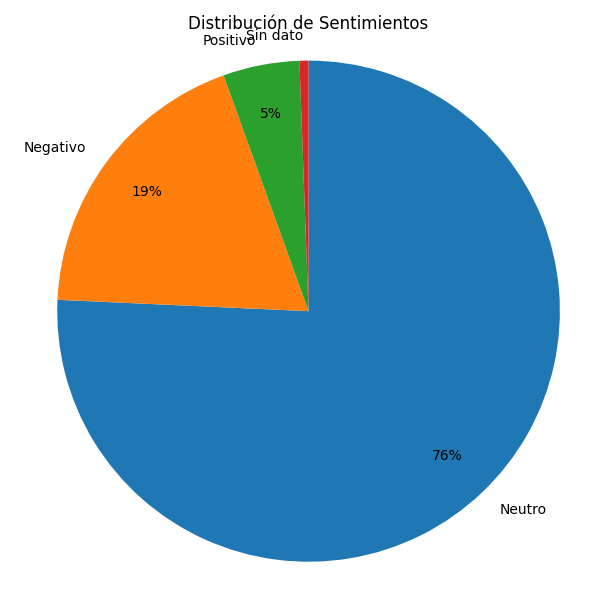 Distribución de Sentimientos
Sin dato
Positivo
5%
Negativo
19%
76%
Neutro